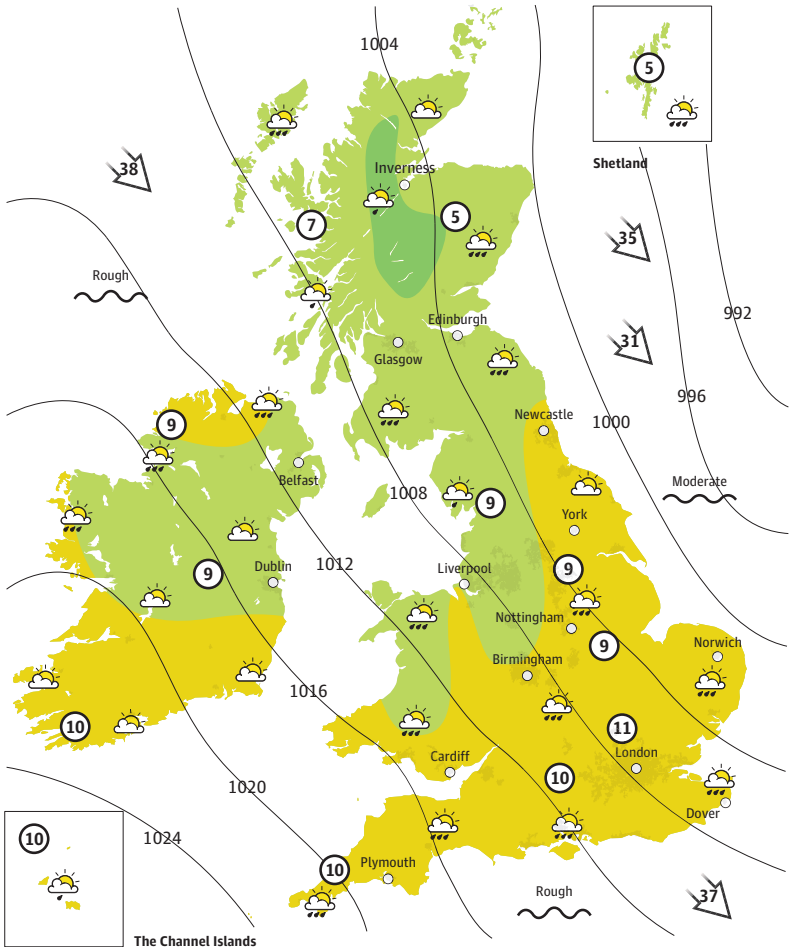 1004
5
Shetland
38
Inverness
7
5
35
Rough
992
31
Edinburgh
Glasgow
996
9
Newcastle
1000
Belfast
Moderate
1008
9
York
1012
Dublin
9
Liverpool
9
Nottingham
9
Norwich
Birmingham
1016
10
11
London
Cardiff
10
1020
Dover
1024
10
10
Plymouth
Rough
37
The Channel Islands